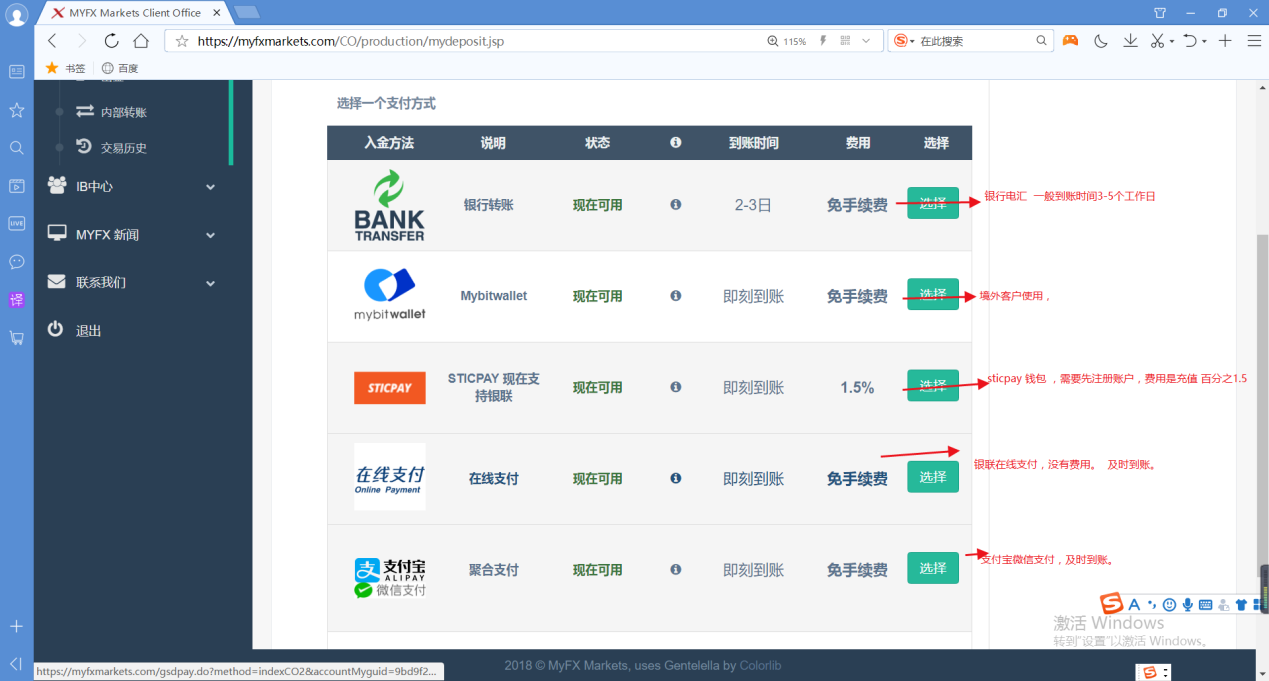 MYFX Markets Client Office
https://myfxmarkets.com/CO/production/mydeposit.jsp
115%
在此搜索
书签
百度
内部转账
交易历史
IB中心
MYFX 新闻
联系我们
退出
LIVE
译
选择一个支付方式
入金方法 说明 状态 到账时间 费用 选择
BANK
TRANSFER
银行转账 现在可用 2-3日 免手续费 选择
银行电汇 一般到账时间3-5个工作日
mybitwallet
Mybitwallet 现在可用 即刻到账 免手续费 选择
境外客户使用，
STICPAY
STICPAY 现在支
持银联
现在可用 即刻到账 1.5% 选择
sticpay 钱包 ，需要先注册账户，费用是充值 百分之1.5
在线支付
Online Payment
在线支付 现在可用 即刻到账 免手续费 选择
银联在线支付，没有费用。 及时到账。
支付宝
ALIPAY
微信支付
聚合支付 现在可用 即刻到账 免手续费 选择
支付宝微信支付，及时到账。
激活 Windows
转到"设置"以激活 Windows。
https://myfxmarkets.com/gsdpay.do?method=indexCO2&accountMyguid=9bd9f2...
2018 © MyFX Markets, uses Gentelella by Colorlib